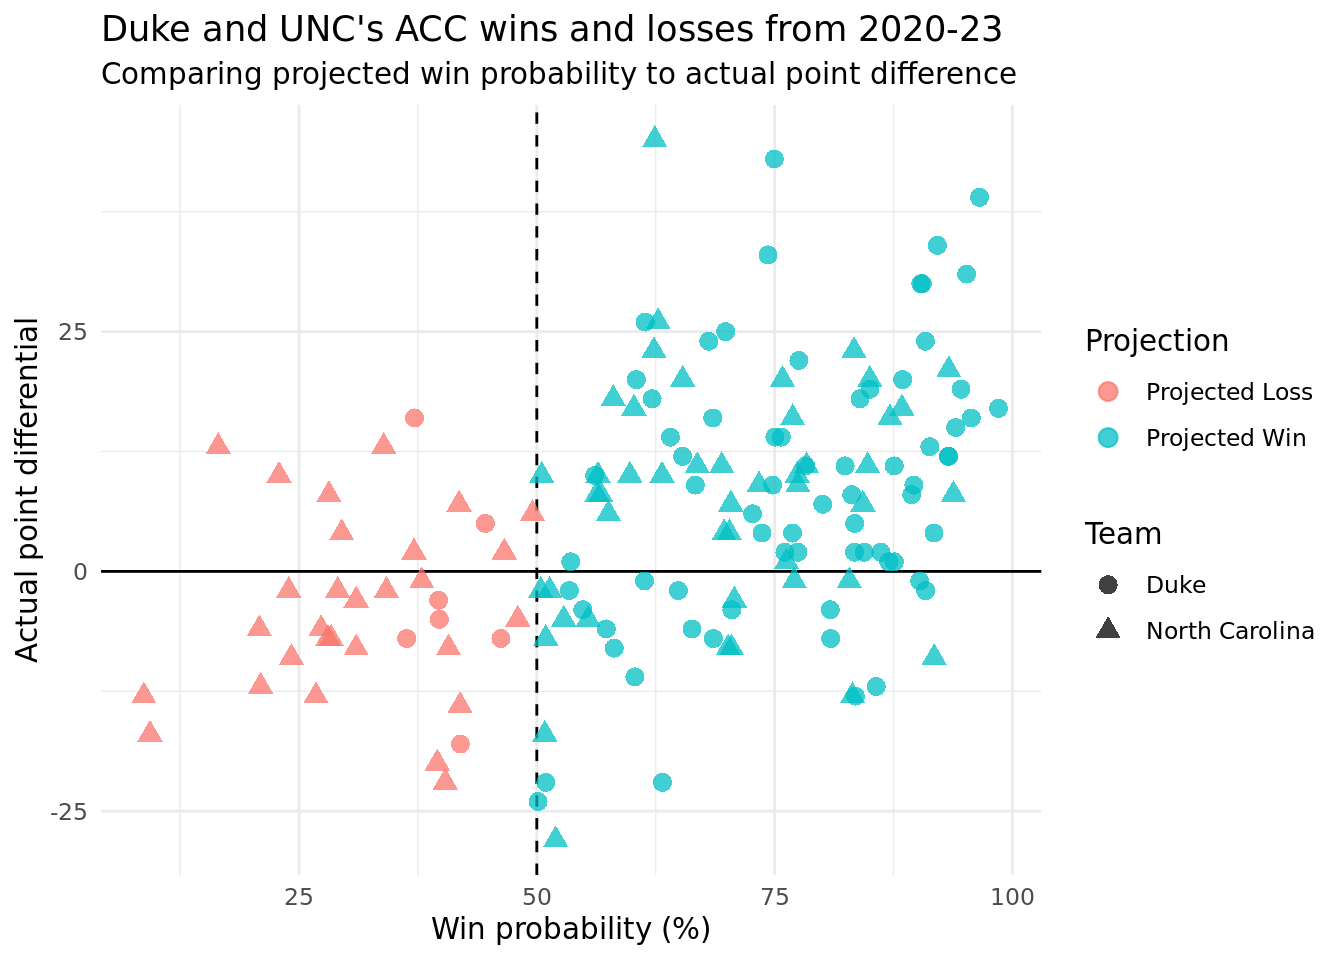 Duke and UNC's ACC wins and losses from 2020-23
Comparing projected win probability to actual point difference
Actual point differential
25
0
-25
25
50
75
100
Win probability (%)
Projection
Projected Loss
Projected Win
Team
Duke
North Carolina